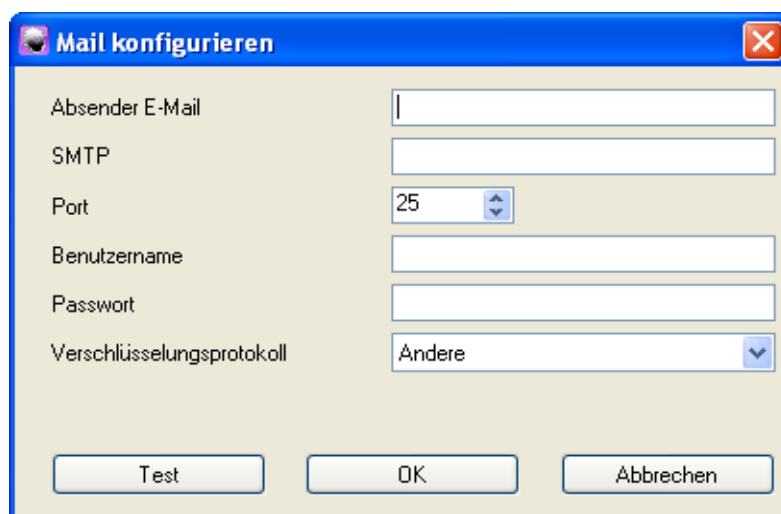 Mail konfigurieren
Absender E-Mail
SMTP
Port 25
Benutzername
Passwort
Verschlüsselungsprotokoll Andere
Test OK Abbrechen